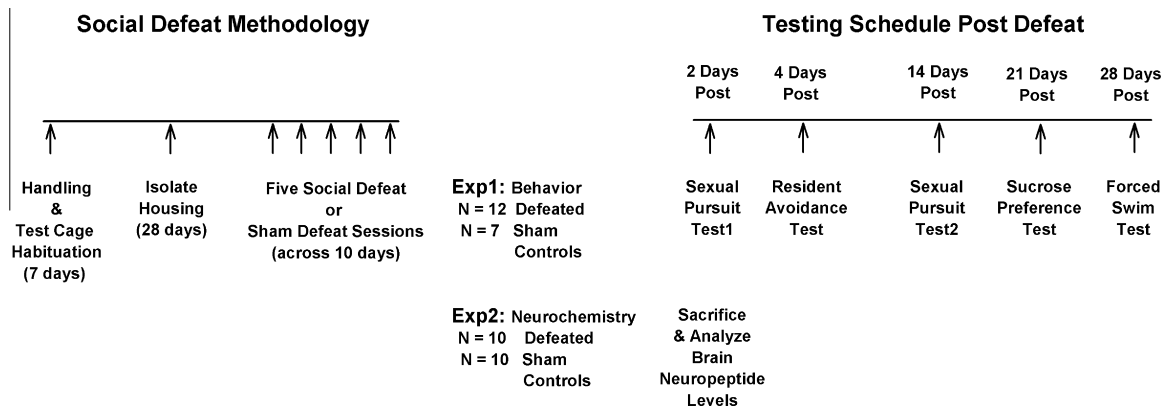 Social Defeat Methodology
Handling
&
Test Cage
Habituation
(7 days)
Isolate
Housing
(28 days)
Five Social Defeat
or
Sham Defeat Sessions
(across 10 days)
Exp1: Behavior
N = 12 Defeated
N = 7 Sham
Controls
Exp2: Neurochemistry
N = 10 Defeated
N = 10 Sham
Controls
Testing Schedule Post Defeat
2 Days
Post
4 Days
Post
14 Days
Post
21 Days
Post
28 Days
Post
Sexual
Pursuit
Test1
Resident
Avoidance
Test
Sexual
Pursuit
Test2
Sucrose
Preference
Test
Forced
Swim
Test
Sacrifice
& Analyze
Brain
Neuropeptide
Levels